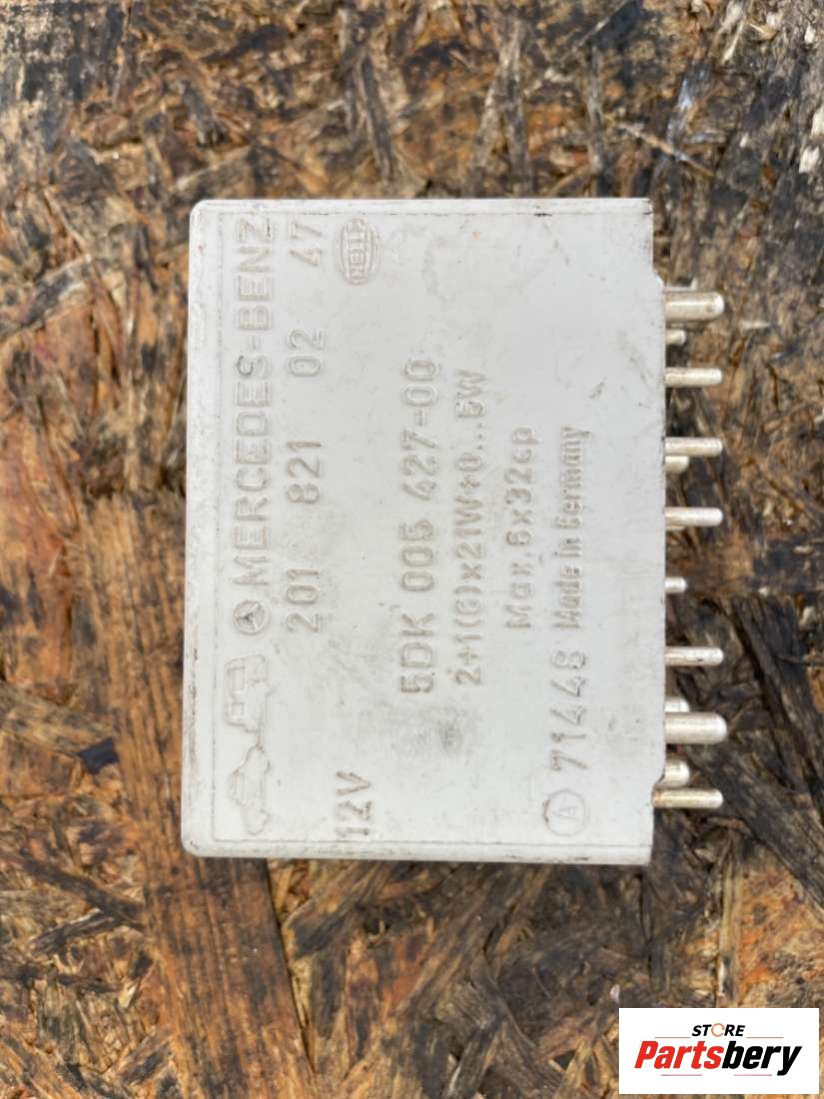 MERCEDES-BENZ
201 821 02 47
HELLA
12V
5DK 005 427-00
2+1(6)x21W+0...5W
Max.6x32cp
71448 Made in Germany
A
STORE
Partsbery